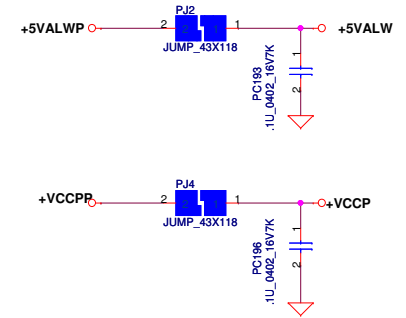 PJ2
+5VALWP 2 2 1 1 +5VALW
JUMP_43X118
1
PC193
.1U_0402_16V7K
2
PJ4
+VCCPP 2 2 1 1 +VCCP
JUMP_43X118
1
PC196
.1U_0402_16V7K
2